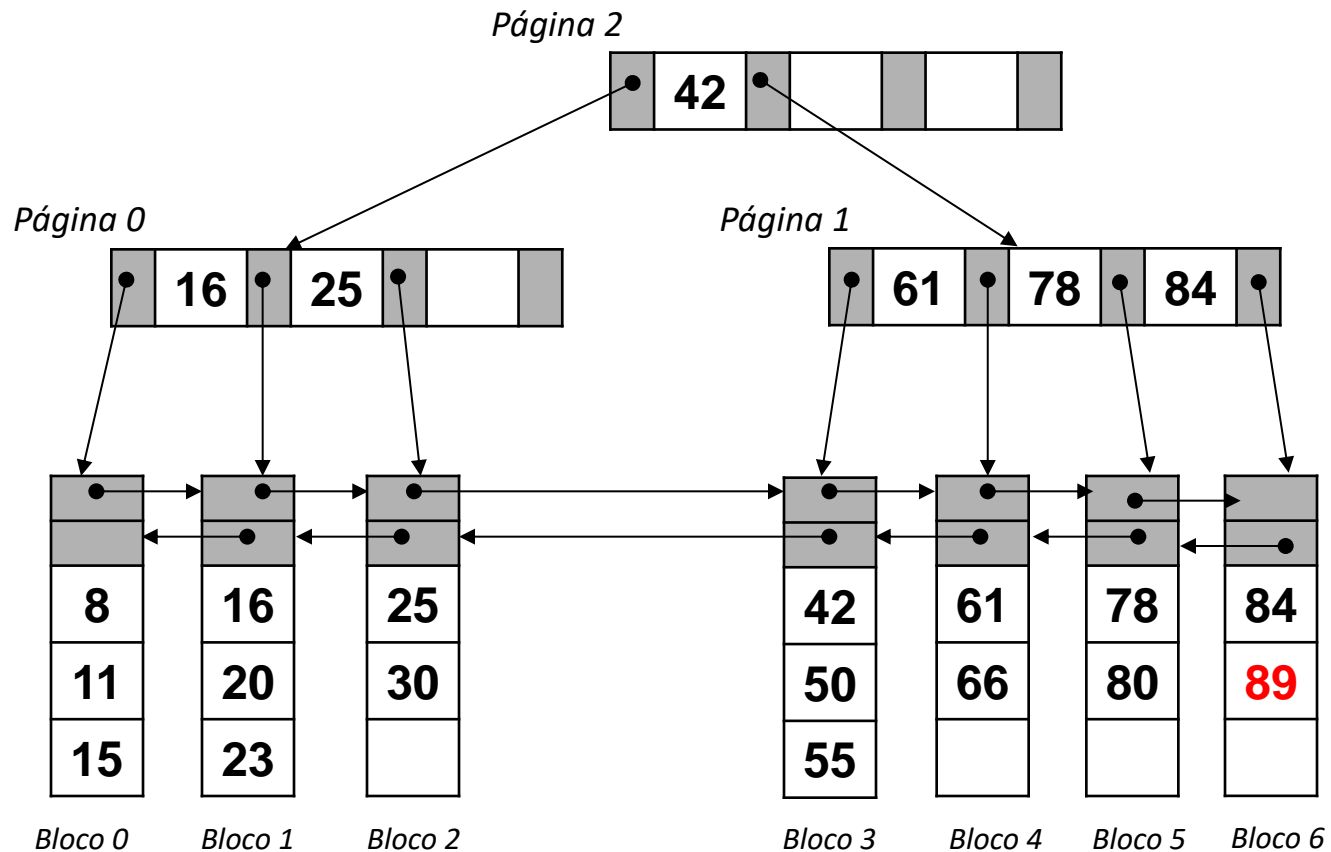 Página 2
42
Página 0
Página 1
16 25
61 78 84
8 16 25 42 61 78 84
11 20 30 50 66 80 89
15 23 55
Bloco 0 Bloco 1 Bloco 2 Bloco 3 Bloco 4 Bloco 5 Bloco 6